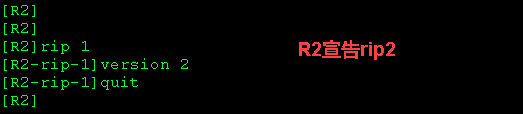 [R2]
[R2]
[R2]rip 1
[R2-rip-1]version 2
[R2-rip-1]quit
[R2]
R2宣告rip2